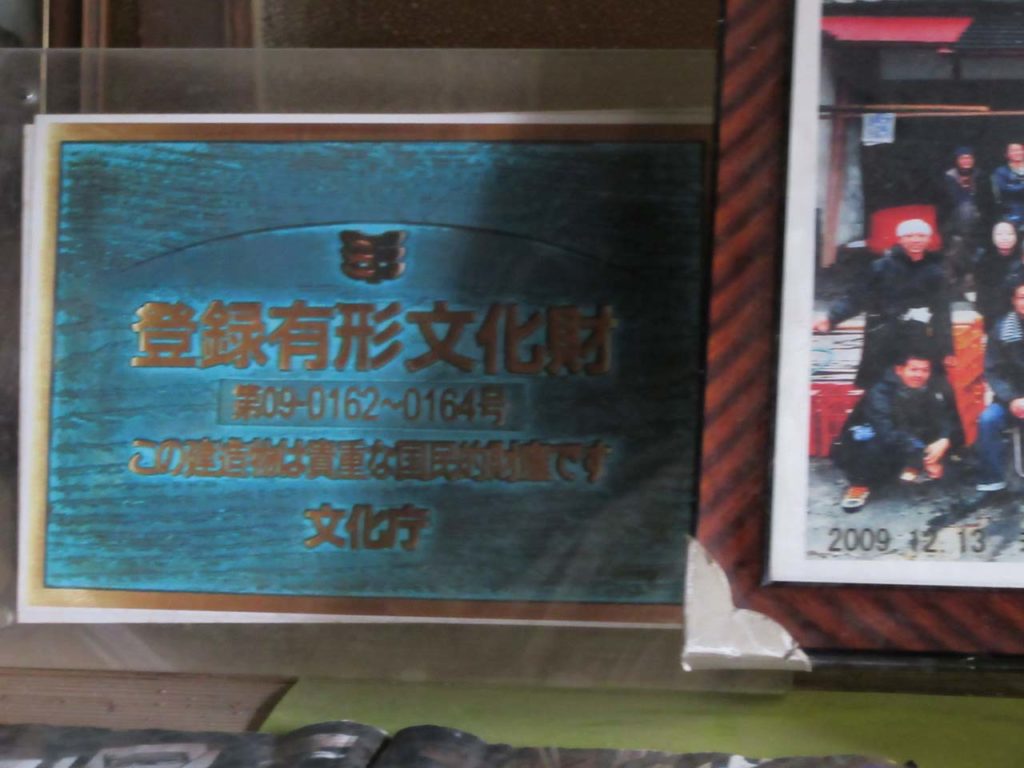 登録有形文化財
第09-0162~0164号
この建造物は貴重な国民的財産です
文化庁
2009 12. 13